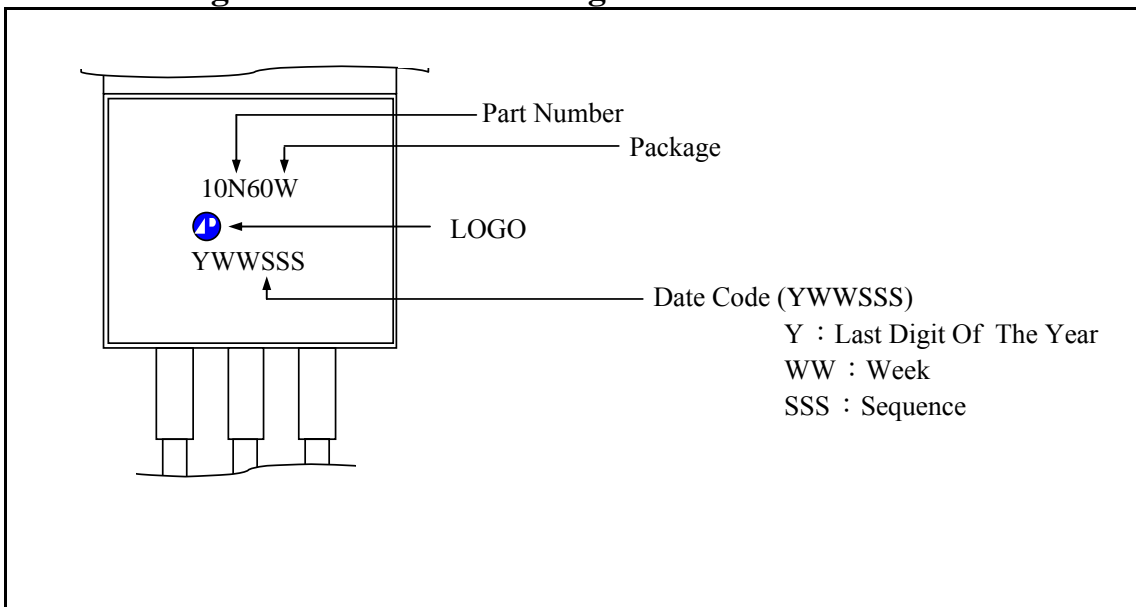 Part Number
Package
10N60W
LOGO
YWWSSS
Date Code (YWWSSS)
Y：Last Digit Of The Year
WW：Week
SSS：Sequence